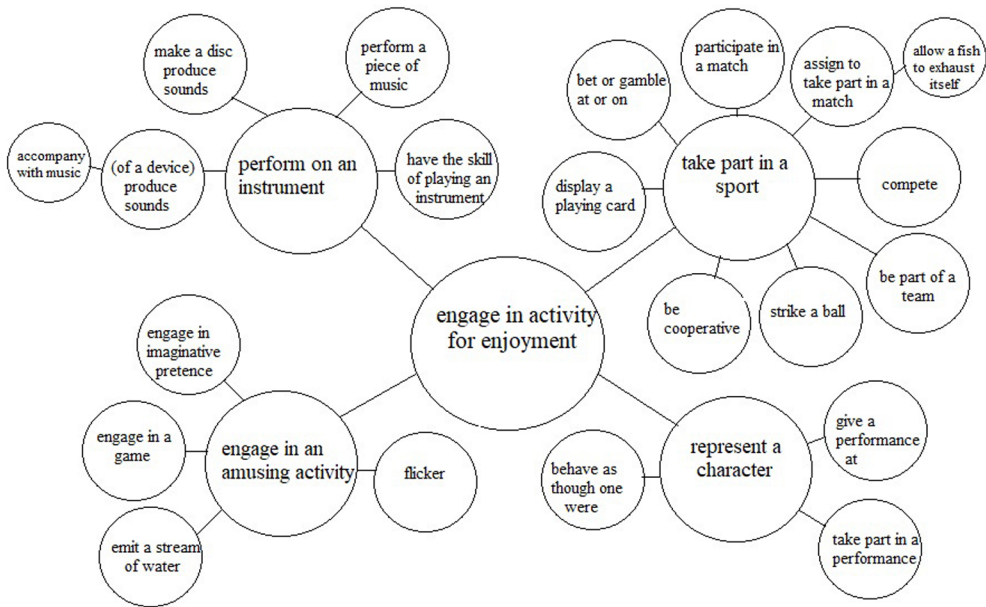 make a disc
produce
sounds
perform a
piece of
music
accompany
with music
(of a device)
produce
sounds
perform on an
instrument
have the skill
of playing an
instrument
participate in
a match
assign to
take part in a
match
allow a fish
to exhaust
itself
bet or gamble
at or on
display a
playing card
take part in a
sport
compete
be part of a
team
be
cooperative
strike a ball
engage in activity
for enjoyment
engage in
imaginative
pretence
engage in a
game
engage in an
amusing activity
flicker
emit a stream
of water
behave as
though one
were
represent a
character
give a
performance
at
take part in a
performance